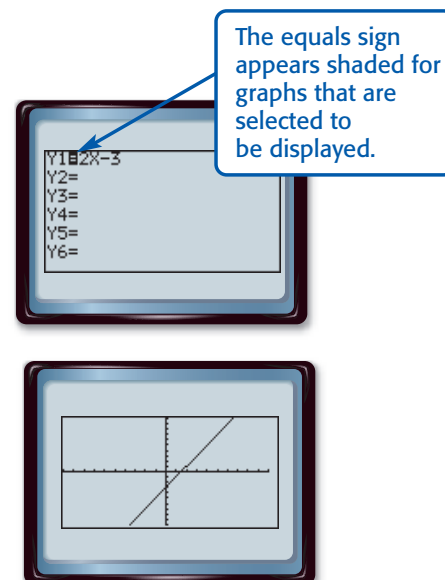 The equals sign
appears shaded for
graphs that are
selected to
be displayed.
Y1=2X-3
Y2=
Y3=
Y4=
Y5=
Y6=